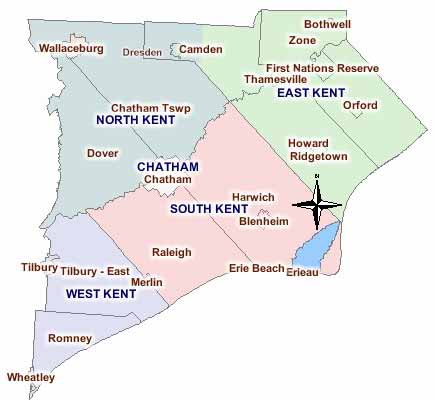 Bothwell
Zone
Wallaceburg
Dresden
Camden
First Nations Reserve
Thamesville
EAST KENT
Chatham Twsp
Orford
NORTH KENT
Howard
Dover
Ridgetown
CHATHAM
Chatham
N
Harwich
SOUTH KENT
Blenheim
Raleigh
Tilbury
Tilbury - East
Erie Beach
Erieau
Merlin
WEST KENT
Romney
Wheatley